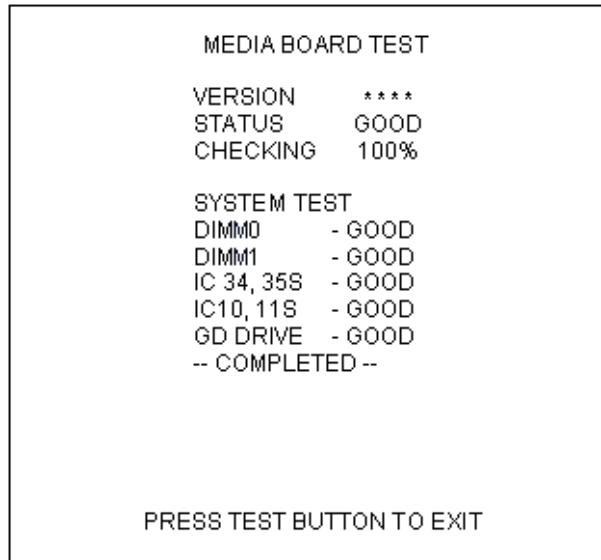 MEDIA BOARD TEST
VERSION ****
STATUS GOOD
CHECKING 100%
SYSTEM TEST
DIMM0 - GOOD
DIMM1 - GOOD
IC 34, 35S - GOOD
IC10, 11S - GOOD
GD DRIVE - GOOD
-- COMPLETED --
PRESS TEST BUTTON TO EXIT